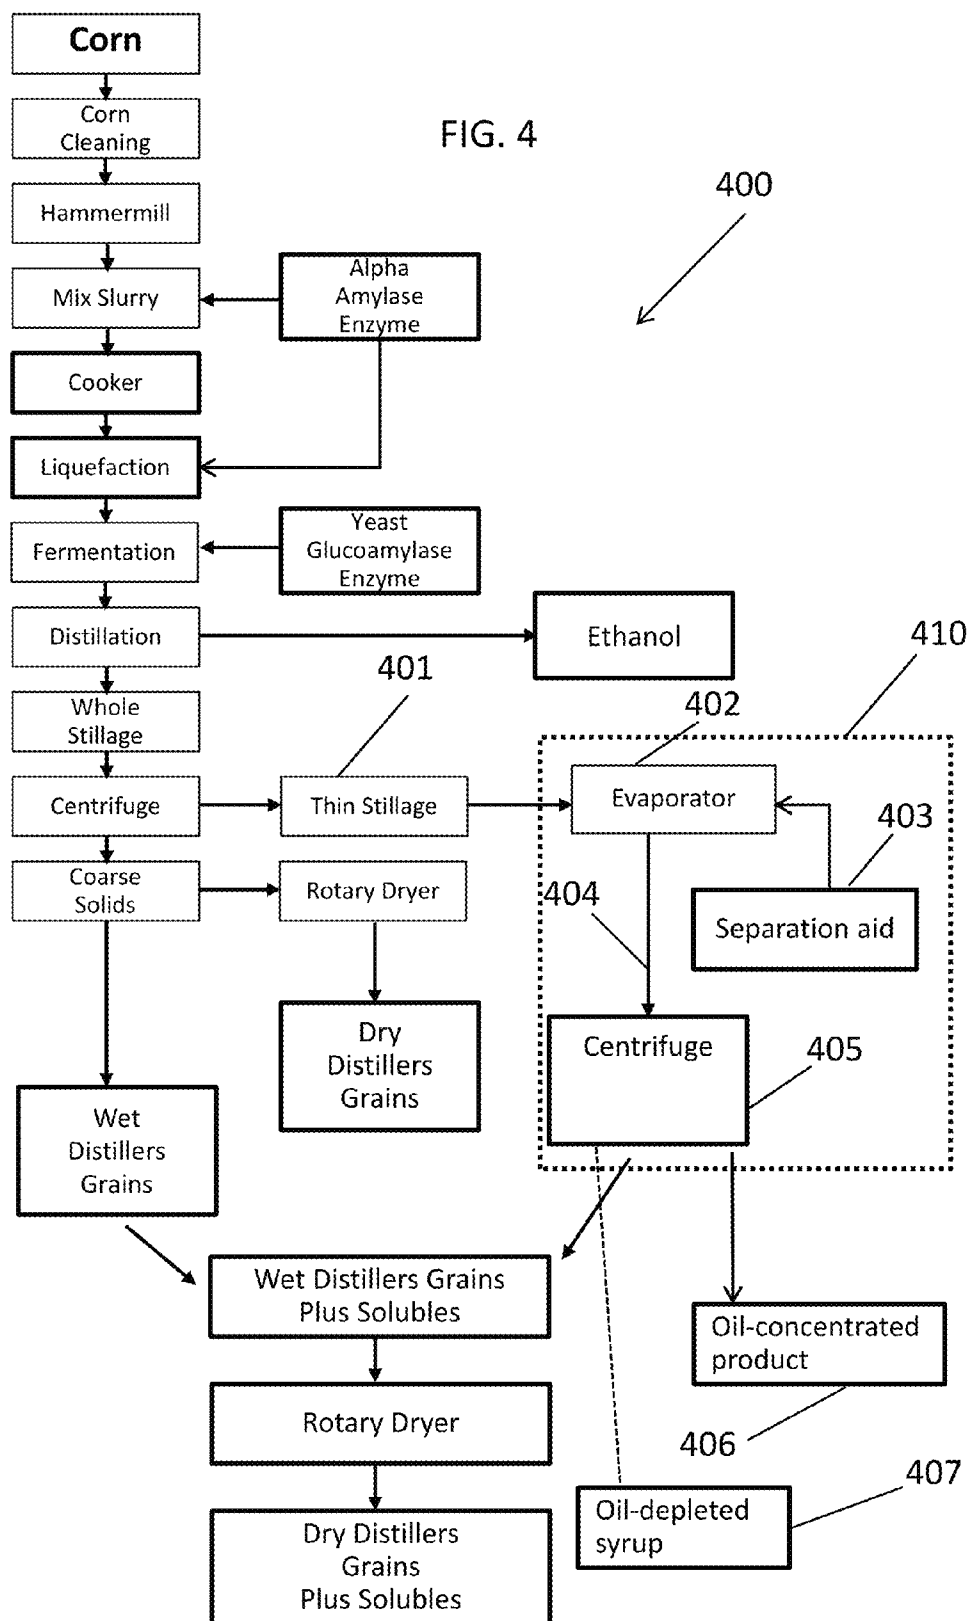 Corn
Corn
Cleaning
FIG. 4
400
Hammermill
Mix Slurry
Alpha
Amylase
Enzyme
Cooker
Liquefaction
Fermentation
Yeast
Glucoamylase
Enzyme
Distillation
Ethanol
410
401
402
Whole
Stillage
Centrifuge
Thin Stillage
Evaporator
403
Coarse
Solids
Rotary Dryer
404
Separation aid
Dry
Distillers
Grains
Centrifuge
405
Wet
Distillers
Grains
Wet Distillers Grains
Plus Solubles
Oil-concentrated
product
Rotary Dryer
406
407
Oil-depleted
syrup
Dry Distillers
Grains
Plus Solubles